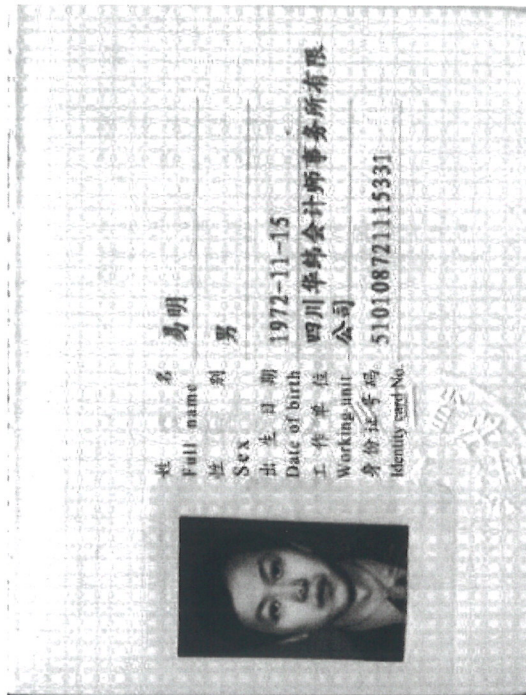 姓 名 易明
Full name
性 别 男
Sex
出 生 日 期 1972-11-15
Date of birth
工 作 单 位 四川华纬会计师事务所有限
Working unit 公司
身份证号码 510108721115331
Identity card No.